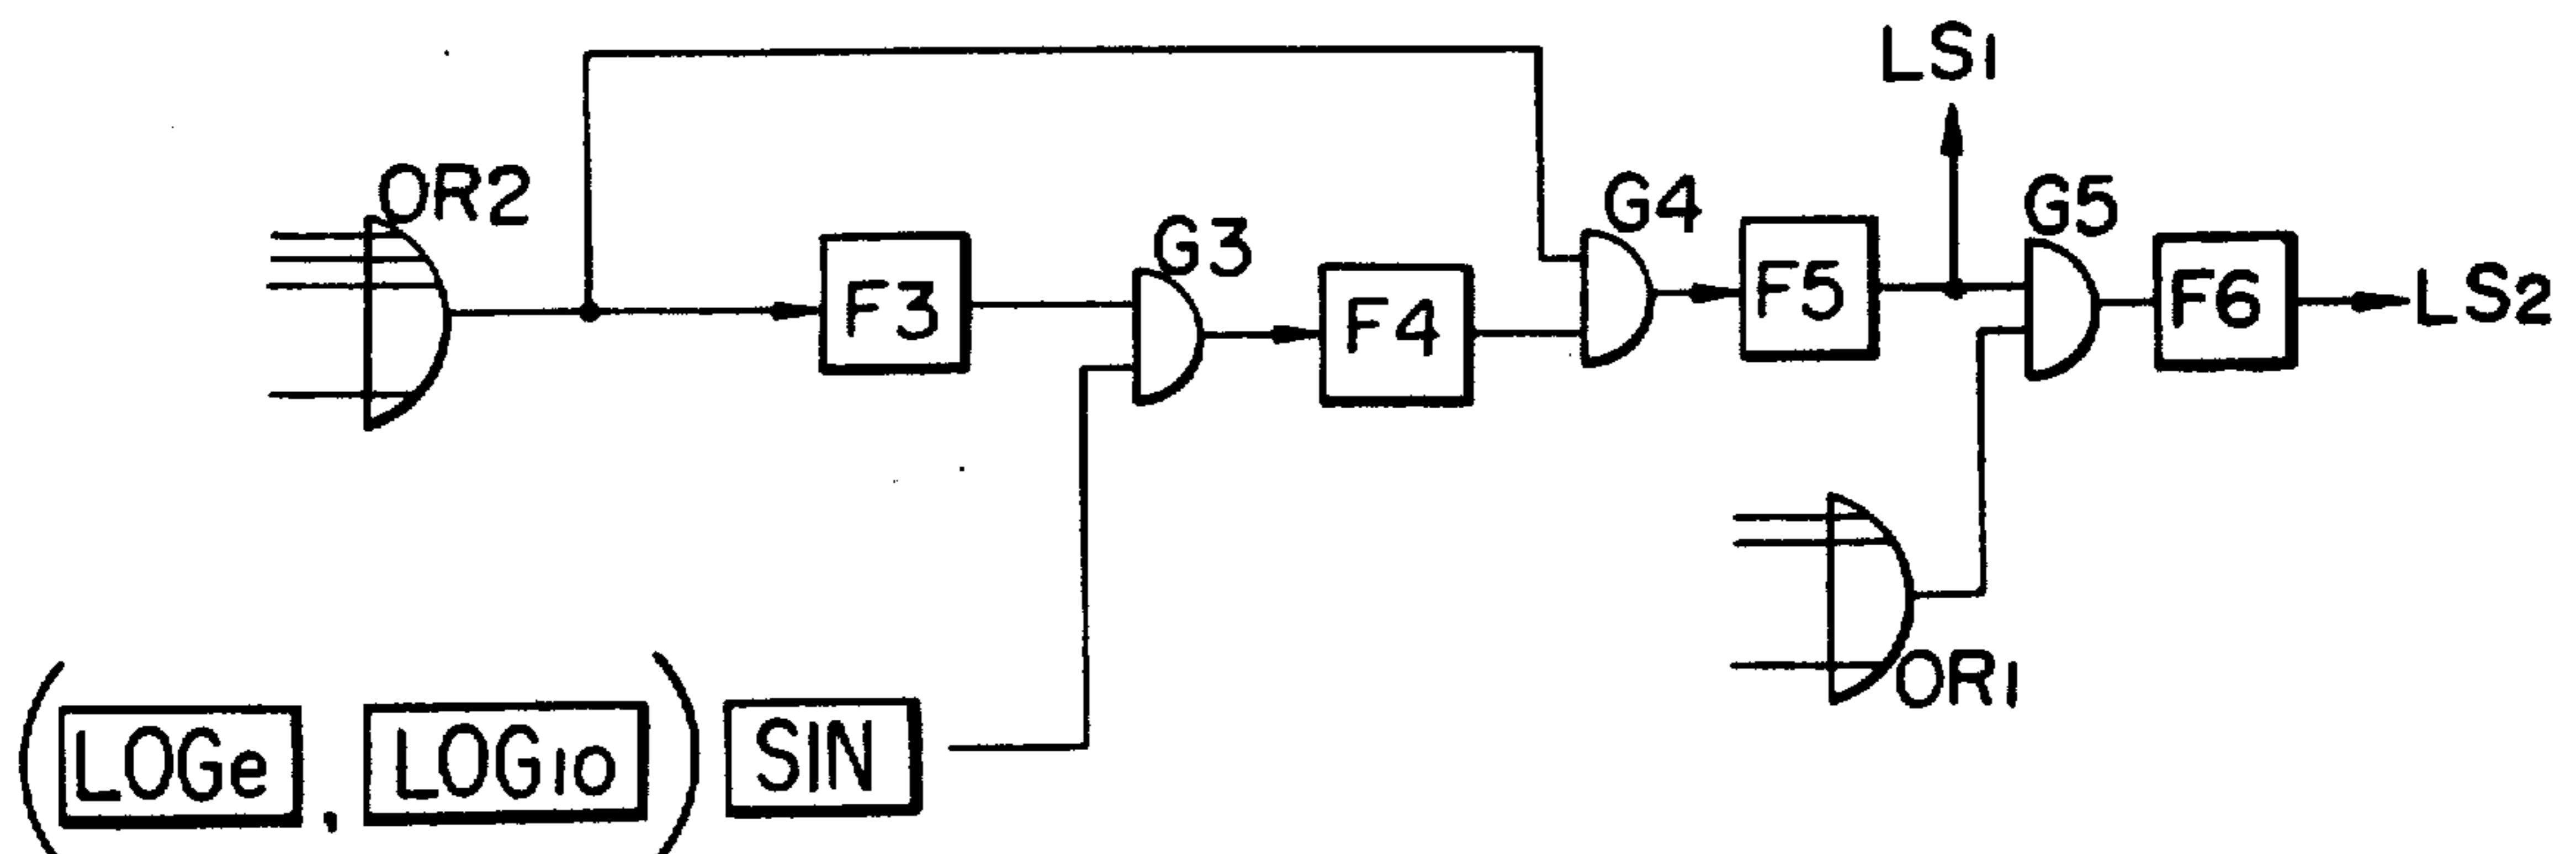 LS1
OR2
G3
G4
G5
F3
F4
F5
F6
LS2
OR1
(LOGe, LOG10) SIN